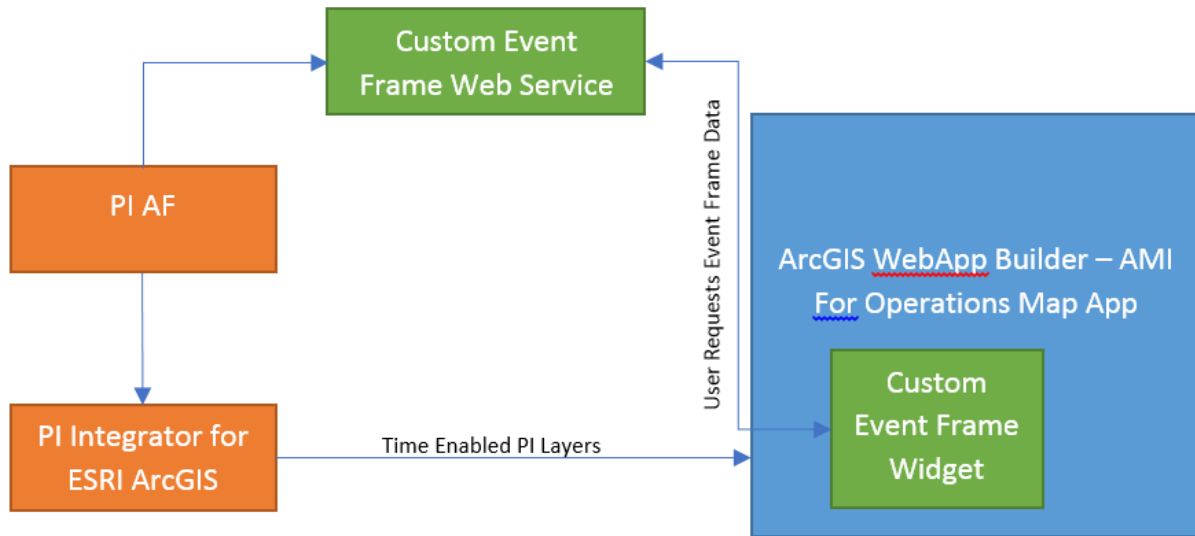 Custom Event
Frame Web Service
PI AF
User Requests Event Frame Data
ArcGIS WebApp Builder – AMI
For Operations Map App
Custom
Event Frame
Widget
PI Integrator for
ESRI ArcGIS
Time Enabled PI Layers